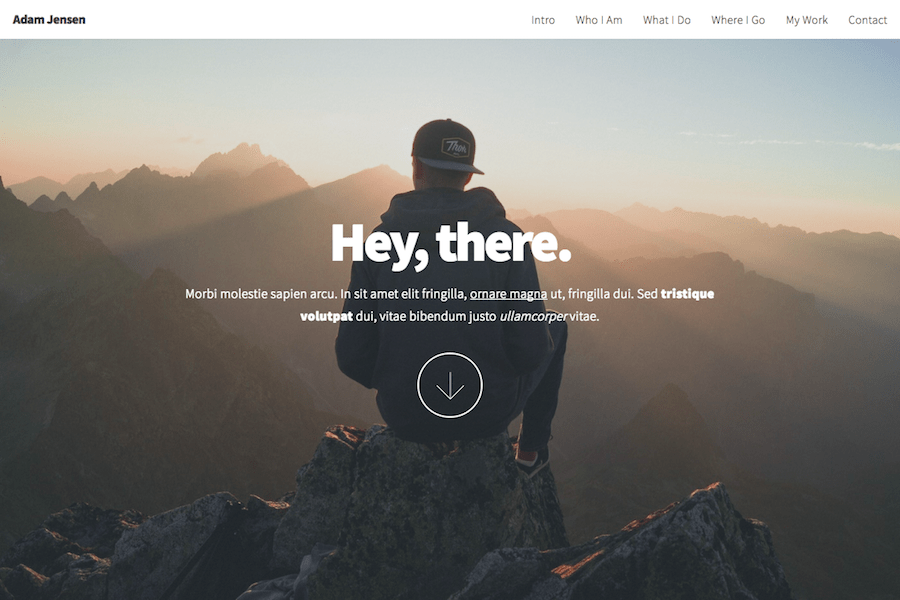 Adam Jensen
Intro Who I Am What I Do Where I Go My Work Contact
Hey, there.
Morbi molestie sapien arcu. In sit amet elit fringilla, ornare magna ut, fringilla dui. Sed tristique
volutpat dui, vitae bibendum justo ullamcorper vitae.